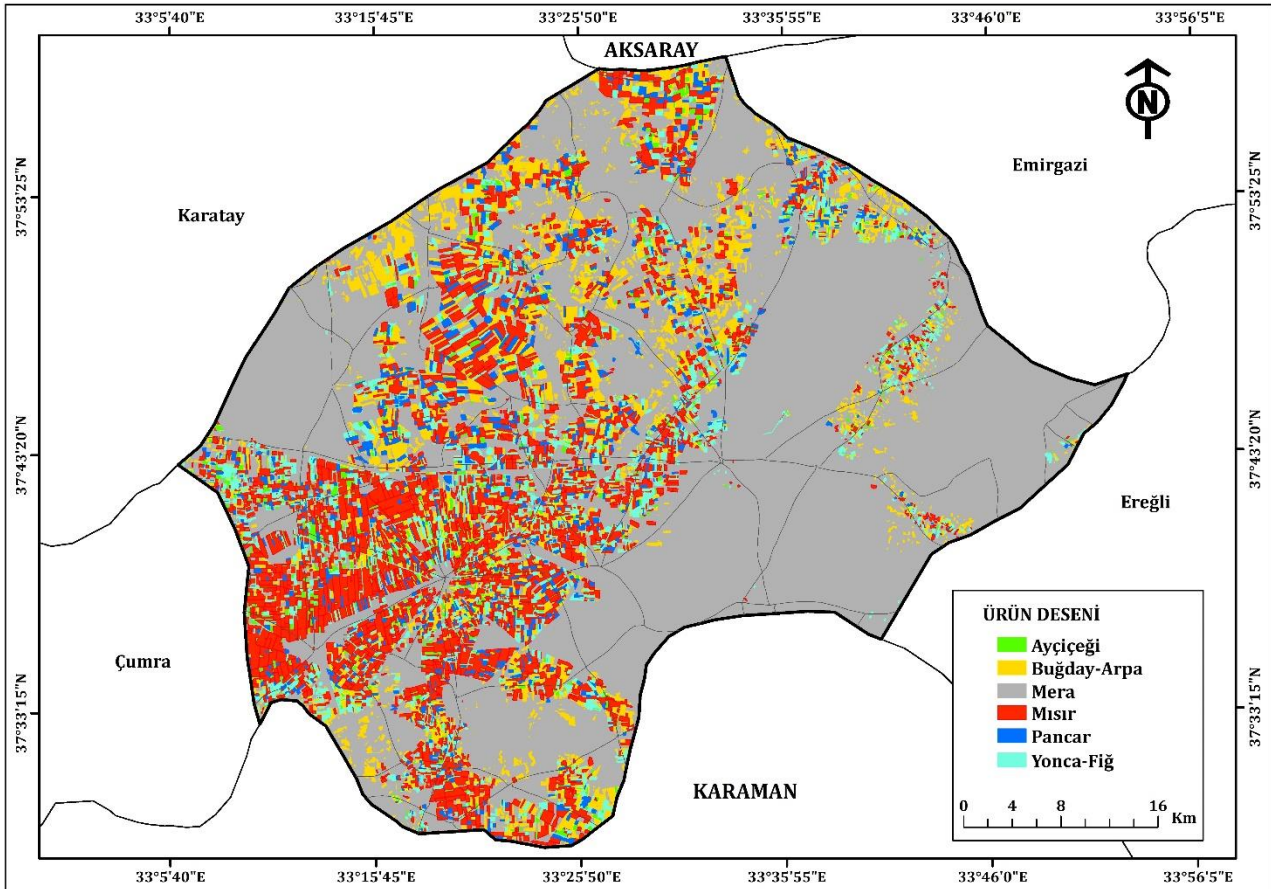 33°5'40"E 33°15'45"E 33°25'50"E 33°35'55"E 33°46'0"E 33°56'5"E
AKSARAY
N
Emirgazi
37°53'25"N
37°53'25"N
Karatay
37°43'20"N
37°43'20"N
Ereğli
ÜRÜN DESENİ
Ayçiçeği
Buğday-Arpa
Mera
Mısır
Pancar
Yonca-Fiğ
0 4 8 16
Km
Çumra
37°33'15"N
37°33'15"N
KARAMAN
33°5'40"E 33°15'45"E 33°25'50"E 33°35'55"E 33°46'0"E 33°56'5"E